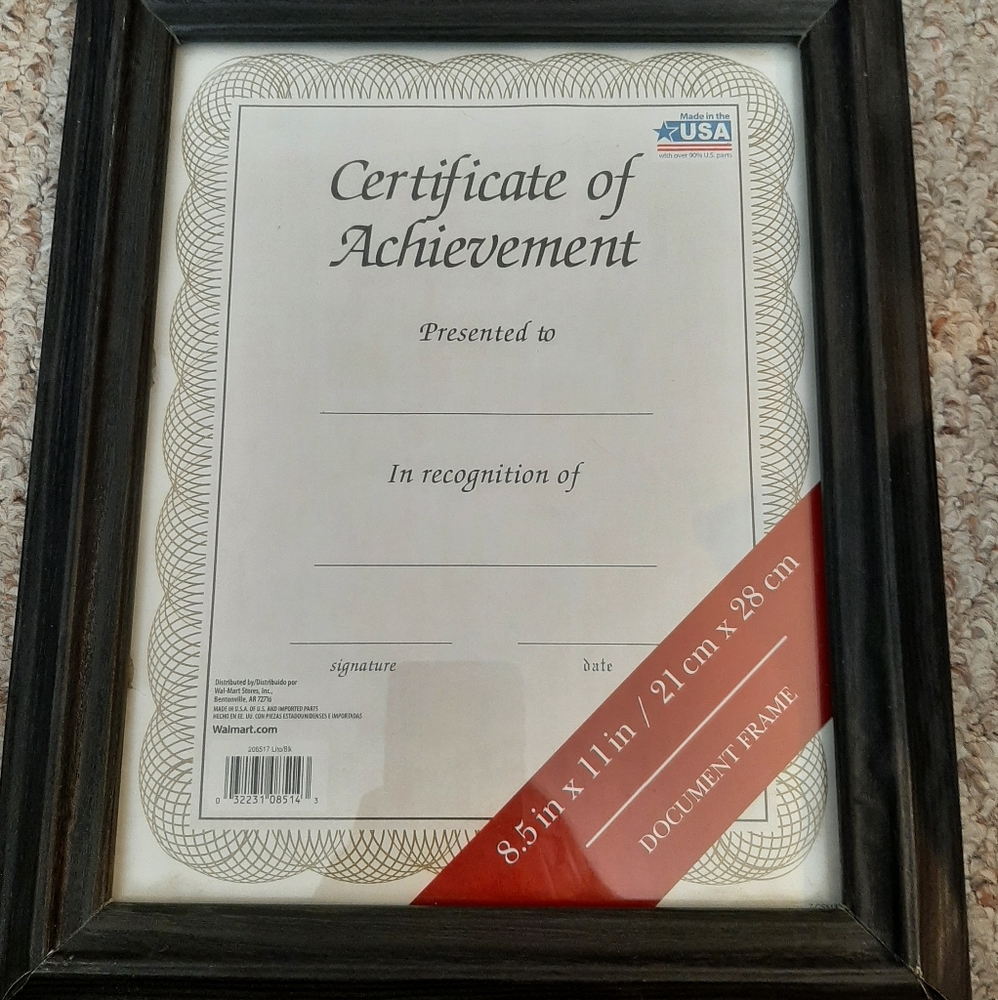 Made in the
USA
with over 90% U.S. parts
Certificate of
Achievement
Presented to
In recognition of
signature
date
Distributed by/Distribuido por
Wal-Mart Stores, Inc.,
Bentonville, AR 72716
MADE IN U.S.A. OF U.S. AND IMPORTED PARTS
HECHO EN EE. UU. CON PIEZAS ESTADOUNIDENSES E IMPORTADAS
Walmart.com
0 32231 08514 3
8.5 in x 11 in / 21 cm x 28 cm
DOCUMENT FRAME